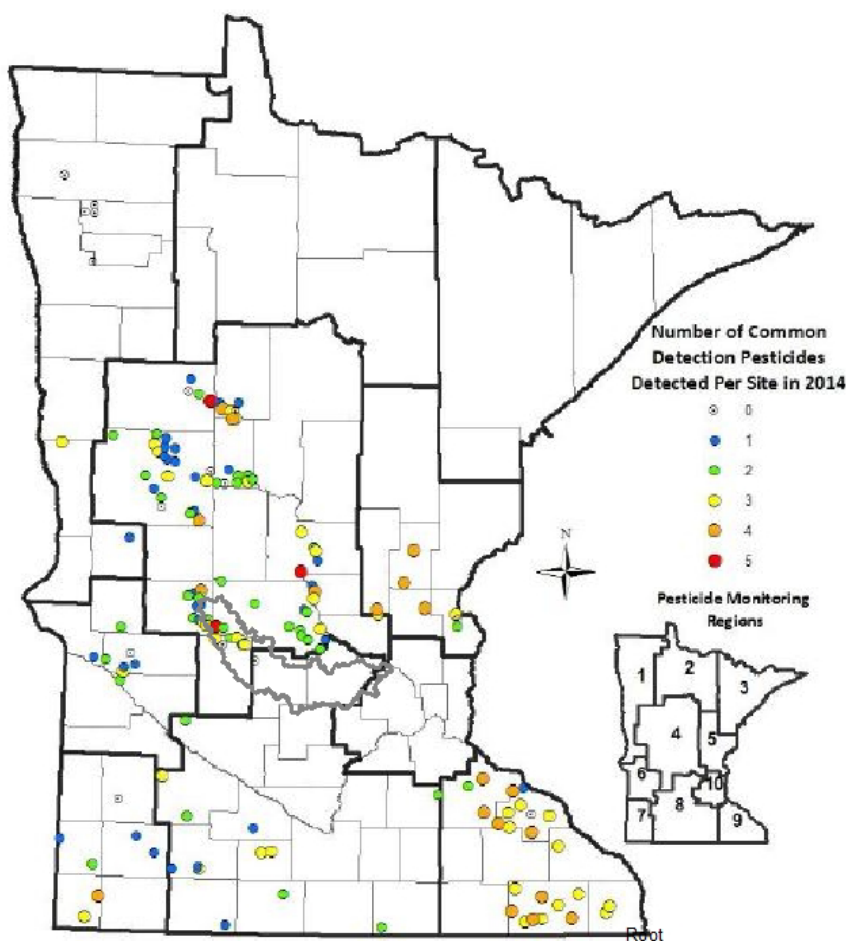 Number of Common
Detection Pesticides
Detected Per Site in 2014
0
1
2
3
4
5
N
Pesticide Monitoring
Regions
1
2
3
4
5
6
7
8
9
10
Root